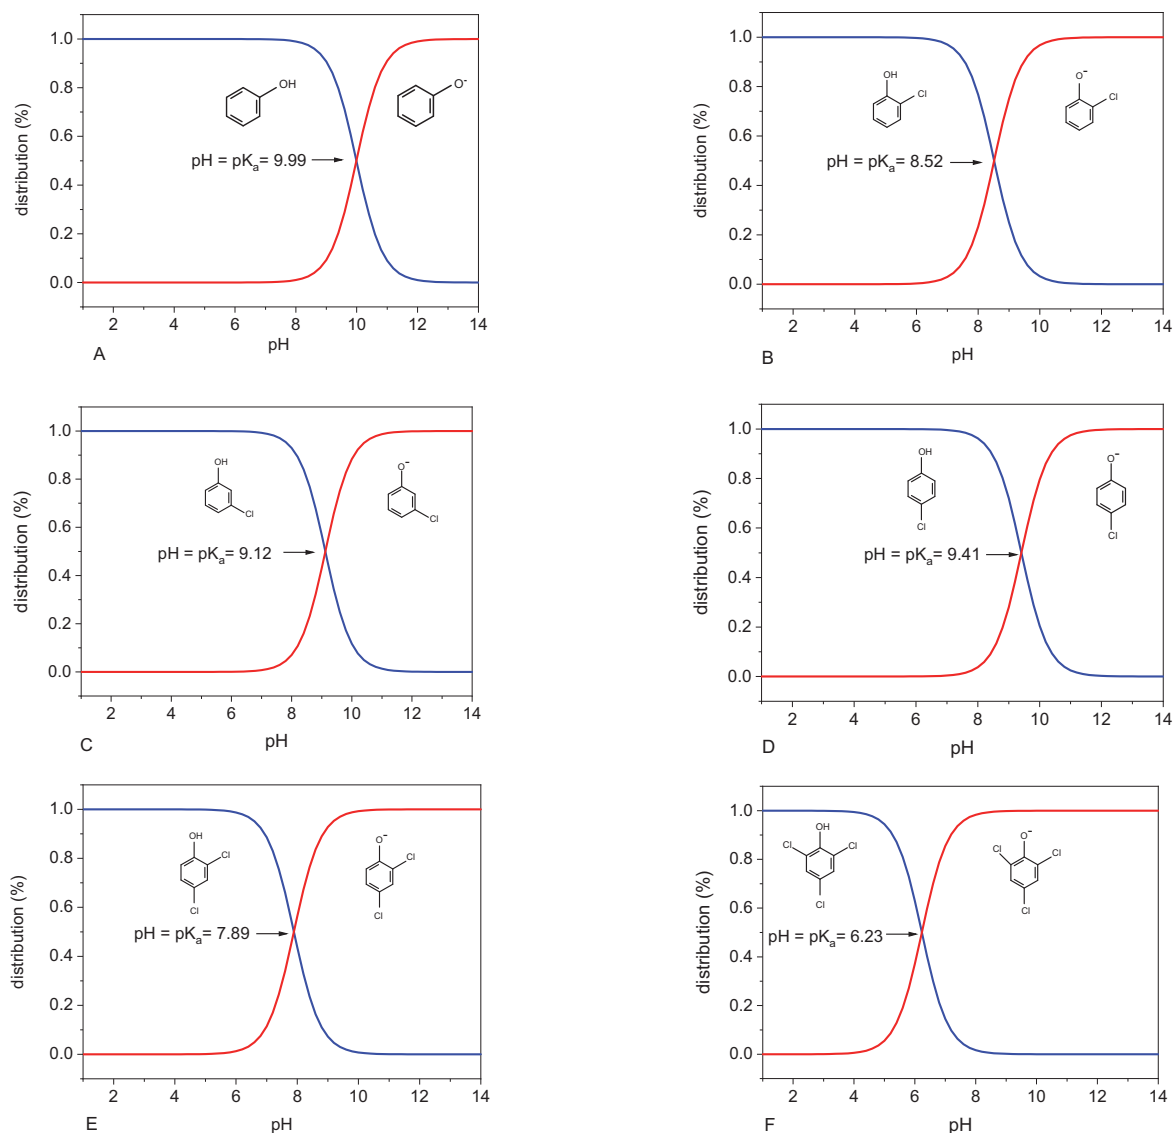 1.0
0.8
0.6
0.4
0.2
0.0
distribution (%)
OH
O-
pH = pKa= 9.99
2 4 6 8 10 12 14
pH
A
1.0
0.8
0.6
0.4
0.2
0.0
distribution (%)
OH
Cl
O-
Cl
pH = pKa= 8.52
2 4 6 8 10 12 14
pH
B
1.0
0.8
0.6
0.4
0.2
0.0
distribution (%)
OH
Cl
O-
Cl
pH = pKa= 9.12
2 4 6 8 10 12 14
pH
C
1.0
0.8
0.6
0.4
0.2
0.0
distribution (%)
OH
Cl
O-
Cl
pH = pKa= 9.41
2 4 6 8 10 12 14
pH
D
1.0
0.8
0.6
0.4
0.2
0.0
distribution (%)
OH
Cl
Cl
O-
Cl
Cl
pH = pKa= 7.89
2 4 6 8 10 12 14
pH
E
1.0
0.8
0.6
0.4
0.2
0.0
distribution (%)
OH
Cl Cl
Cl
O-
Cl Cl
Cl
pH = pKa= 6.23
2 4 6 8 10 12 14
pH
F